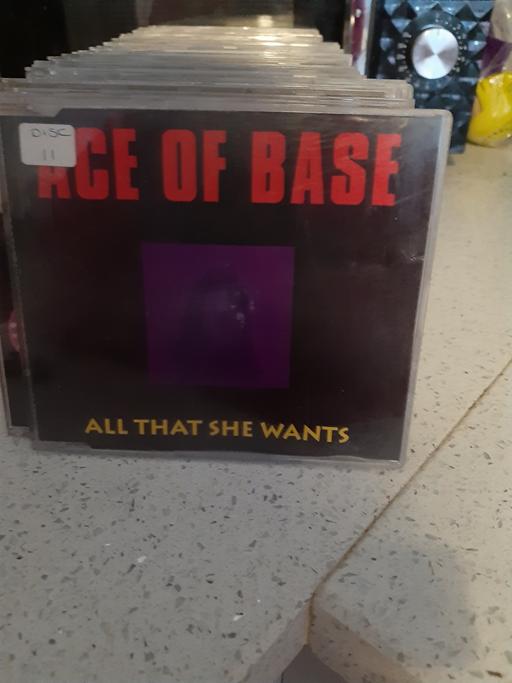 DISC
11
ACE OF BASE
ALL THAT SHE WANTS